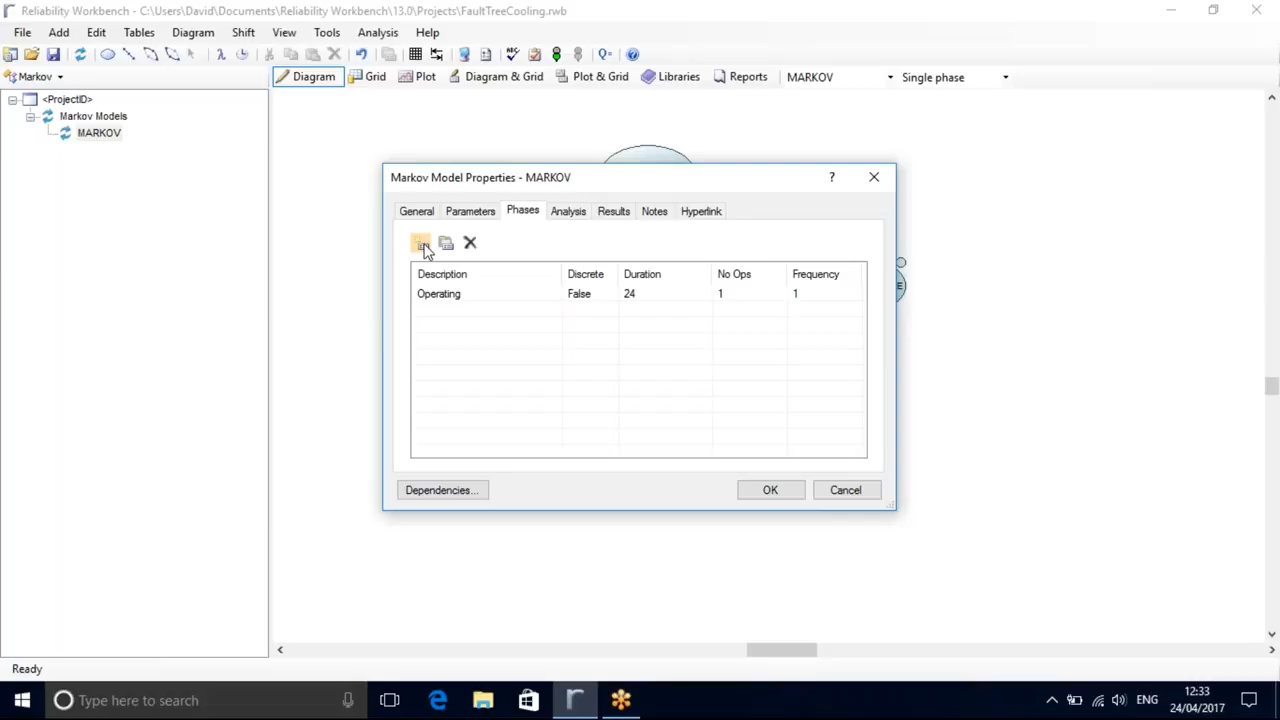 Reliability Workbench - C:\Users\David\Documents\Reliability Workbench\13.0\Projects\FaultTreeCooling.rwb
File Add Edit Tables Diagram Shift View Tools Analysis Help
Markov Diagram Grid Plot Diagram & Grid Plot & Grid Libraries Reports MARKOV Single phase
<ProjectID>
Markov Models
MARKOV
Markov Model Properties - MARKOV
General Parameters Phases Analysis Results Notes Hyperlink
Description Discrete Duration No Ops Frequency
Operating False 24 1 1
Dependencies... OK Cancel
Ready
Type here to search
ENG
12:33
24/04/2017